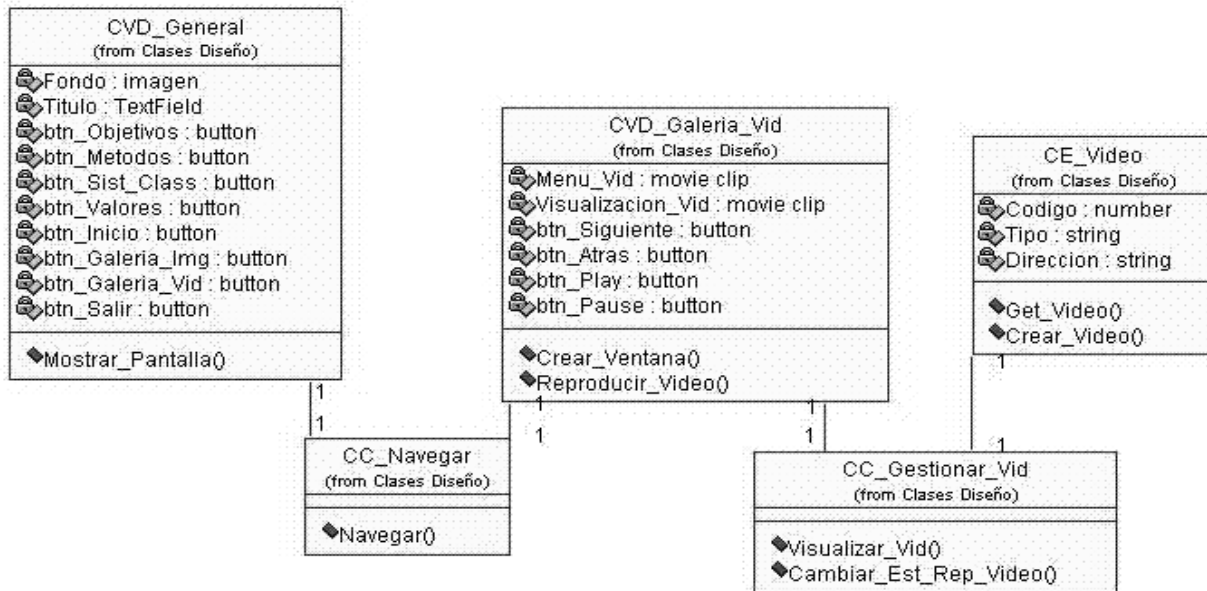 CVD_General
(from Clases Diseño)
Fondo : imagen
Titulo : TextField
btn_Objetivos : button
btn_Metodos : button
btn_Sist_Class : button
btn_Valores : button
btn_Inicio : button
btn_Galeria_Img : button
btn_Galeria_Vid : button
btn_Salir : button
Mostrar_Pantalla()
CVD_Galeria_Vid
(from Clases Diseño)
Menu_Vid : movie clip
Visualizacion_Vid : movie clip
btn_Siguiente : button
btn_Atras : button
btn_Play : button
btn_Pause : button
Crear_Ventana()
Reproducir_Video()
CE_Video
(from Clases Diseño)
Codigo : number
Tipo : string
Direccion : string
Get_Video()
Crear_Video()
1
1
1
1
1
1
1
1
CC_Navegar
(from Clases Diseño)
Navegar()
CC_Gestionar_Vid
(from Clases Diseño)
Visualizar_Vid()
Cambiar_Est_Rep_Video()